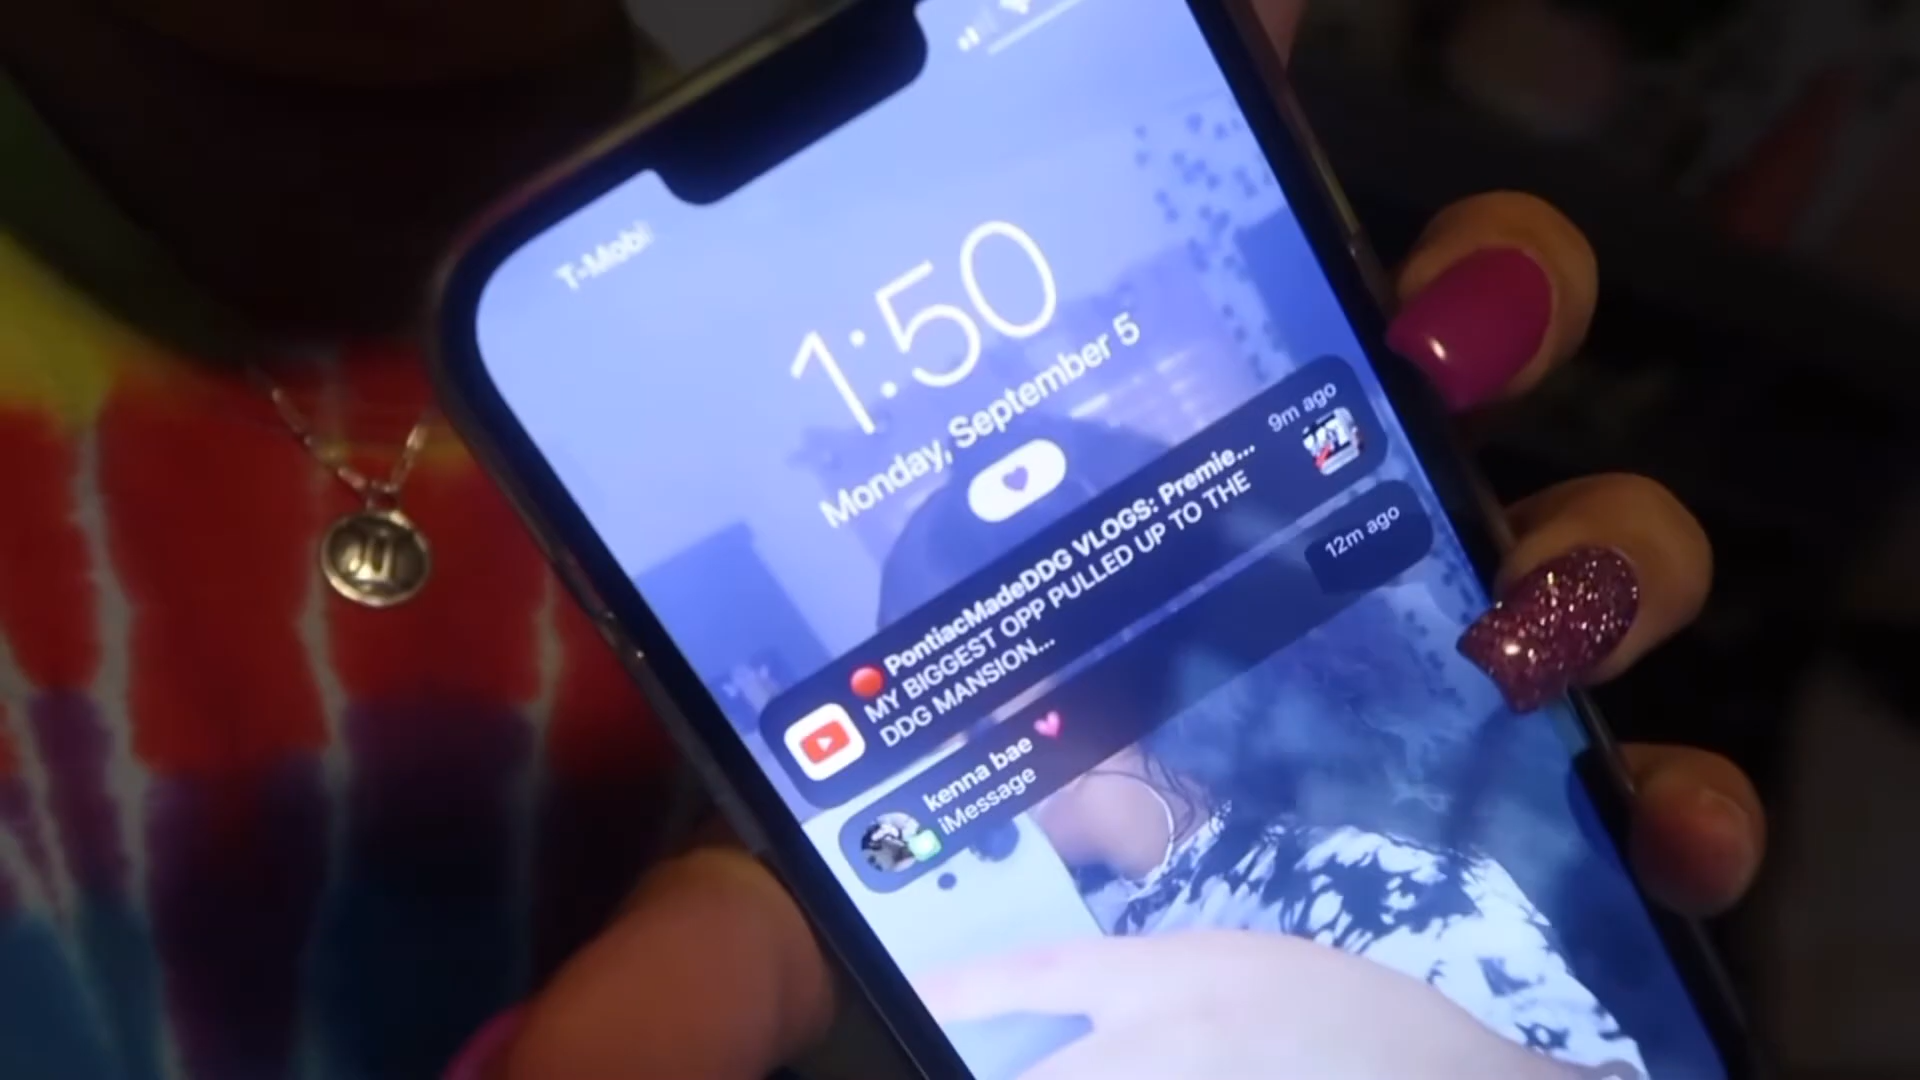 T-Mobil
1:50
Monday, September 5
PontiacMadeDDG VLOGS: Premie...
9m ago
MY BIGGEST OPP PULLED UP TO THE
DDG MANSION...
kenna bae
12m ago
iMessage